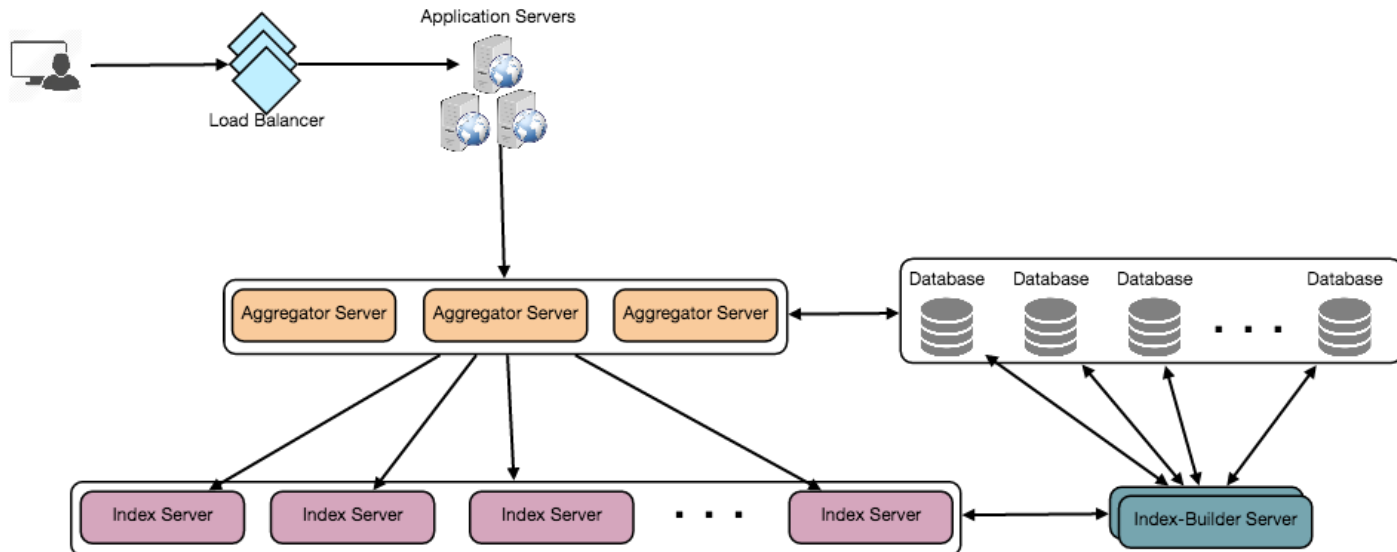 Application Servers
Load Balancer
Database
Database
Database
Database
Aggregator Server
Aggregator Server
Aggregator Server
Index Server
Index Server
Index Server
Index Server
Index-Builder Server